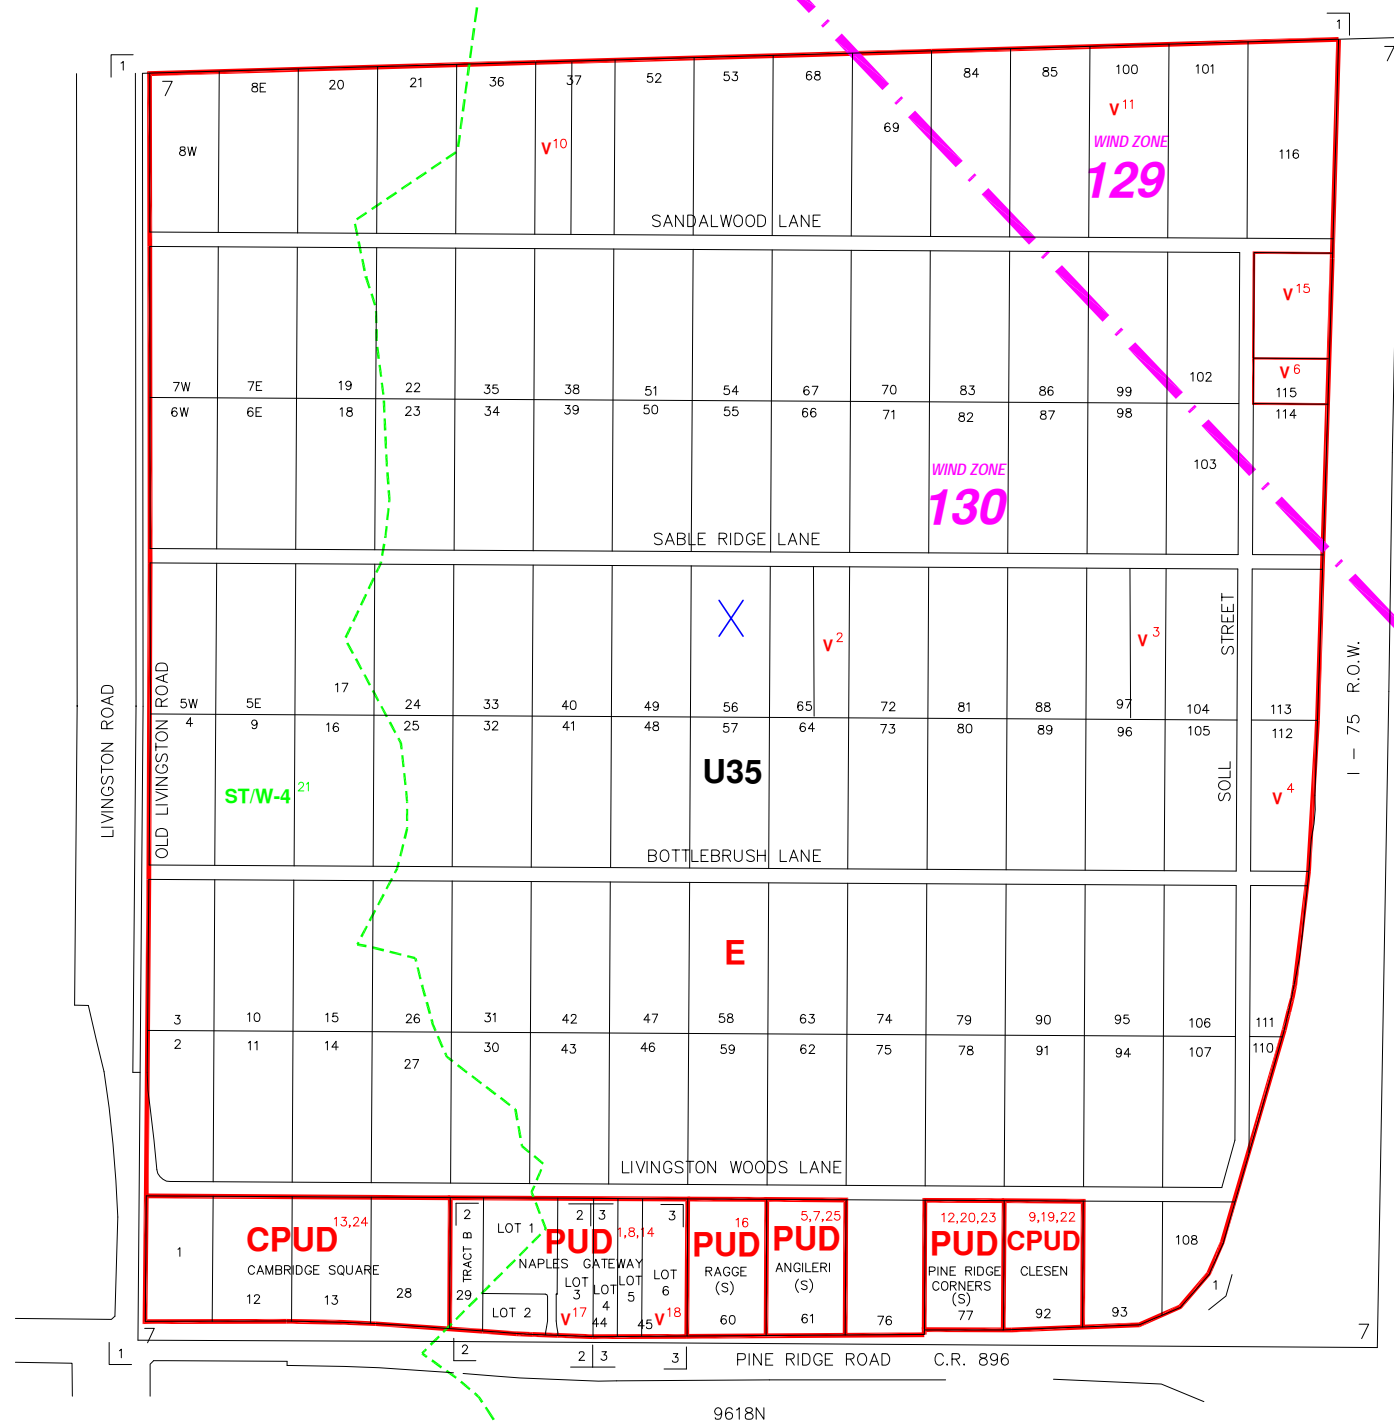 1
1
7
7
8E
20
21
36
37
52
53
68
84
85
100
101
8W
V10
69
V11
WIND ZONE
129
116
SANDALWOOD LANE
V15
7W
7E
19
22
35
38
51
54
67
70
83
86
99
102
V6
115
6W
6E
18
23
34
39
50
55
66
71
82
87
98
114
103
WIND ZONE
130
SABLE RIDGE LANE
V2
V3
STREET
17
LIVINGSTON ROAD
OLD LIVINGSTON ROAD
I - 75 R.O.W.
5W
5E
24
33
40
49
56
65
72
81
88
97
104
113
4
9
16
25
32
41
48
57
64
73
80
89
96
105
112
U35
ST/W-4 21
SOLL
V4
BOTTLEBRUSH LANE
E
3
10
15
26
31
42
47
58
63
74
79
90
95
106
111
2
11
14
27
30
43
46
59
62
75
78
91
94
107
110
LIVINGSTON WOODS LANE
1
CPUD 13,24
CAMBRIDGE SQUARE
12
13
28
2
TRACT B
29
LOT 1
LOT 2
2
3
3
PUD 1,8,14
NAPLES GATEWAY
LOT
3
LOT
4
LOT
5
LOT
6
V17
44
45
V18
16
PUD
RAGGE
(S)
60
5,7,25
PUD
ANGILERI
(S)
61
76
12,20,23
PUD
PINE RIDGE
CORNERS
(S)
77
9,19,22
CPUD
CLESEN
92
93
108
1
7
7
1
2
2
3
3
PINE RIDGE ROAD C.R. 896
9618N